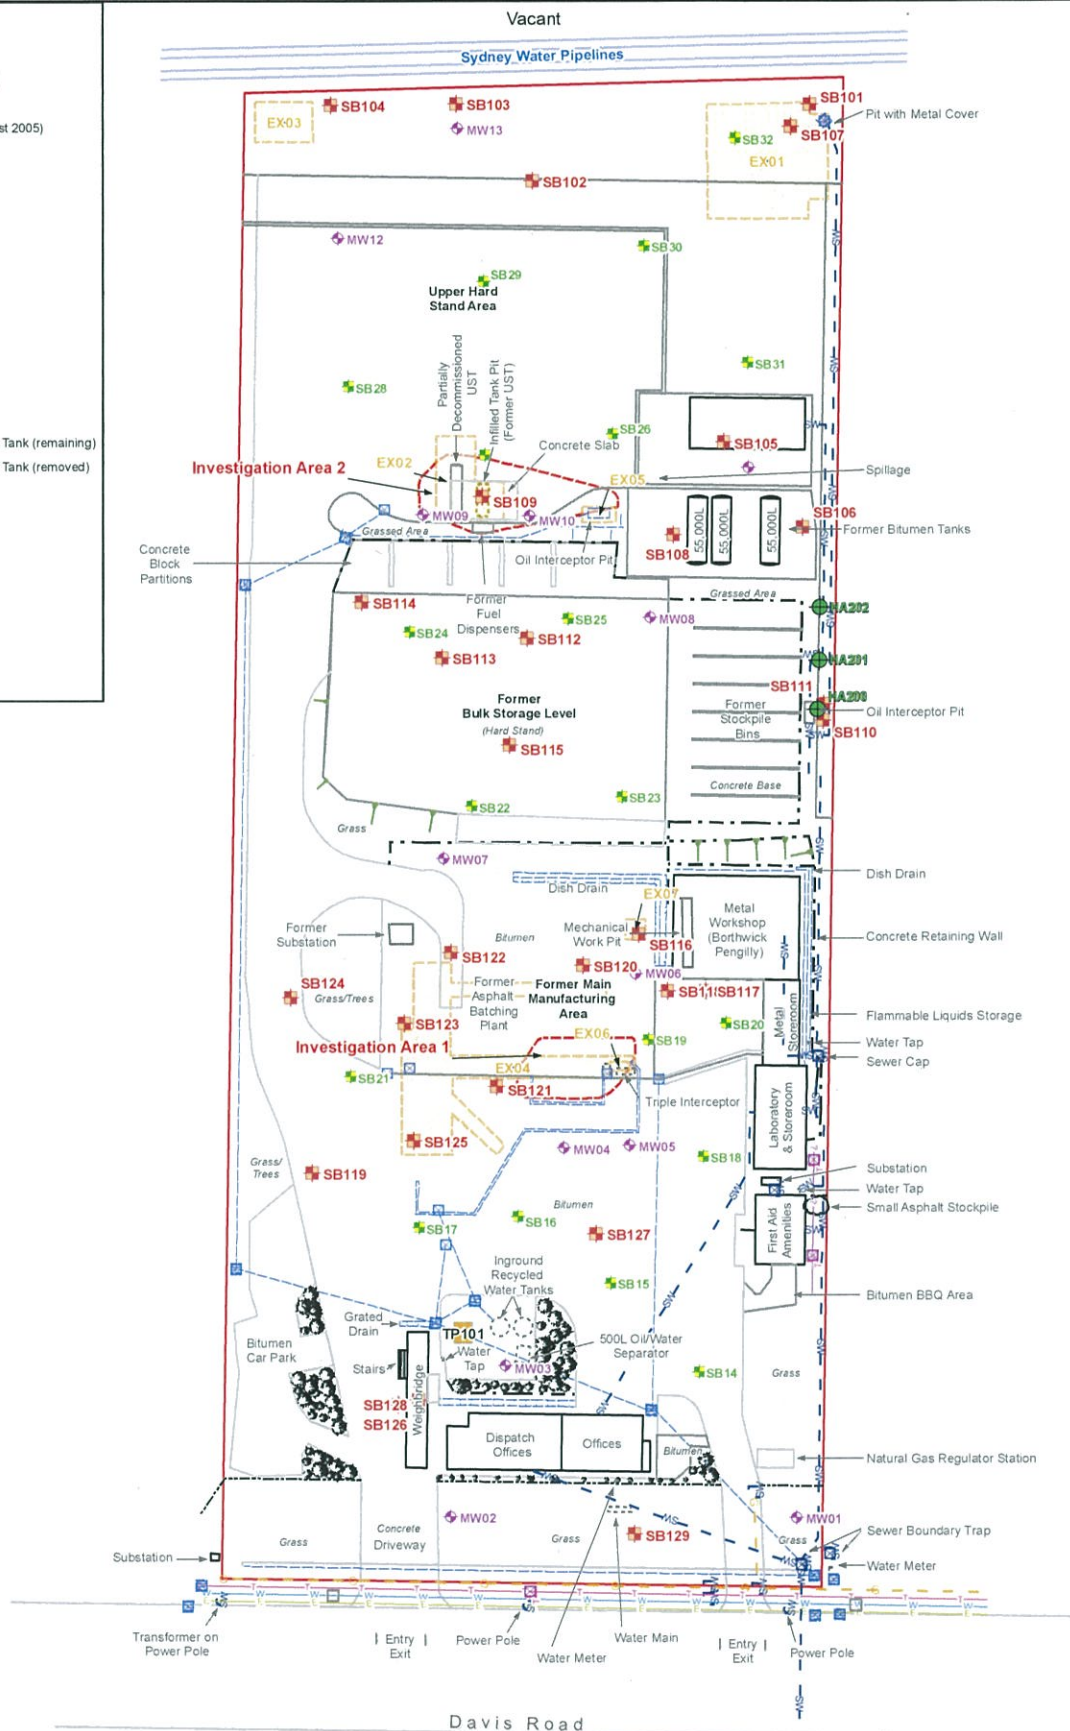 Vacant
Sydney Water Pipelines
st 2005)
Tank (remaining)
Tank (removed)
SB104
SB103
SB101
EX03
MW13
SB107
Pit with Metal Cover
SB32
EX01
SB102
MW12
SB30
SB29
Upper Hard
Stand Area
SB31
SB28
Partially
Decommissioned
UST
Infilled Tank Pit
(Former UST)
SB26
SB105
Concrete Slab
Investigation Area 2
EX02
EX05
Spillage
SB109
MW09
MW10
SB106
Grassed Area
55,000L
55,000L
55,000L
Former Bitumen Tanks
SB108
Oil Interceptor Pit
Concrete
Block
Partitions
Grassed Area
SB114
Former
Fuel
Dispensers
HA202
SB24
SB25
MW08
SB112
SB113
HA201
SB111
HA200
Former
Bulk Storage Level
(Hard Stand)
Former
Stockpile
Bins
Oil Interceptor Pit
SB110
SB115
Concrete Base
SB22
SB23
Grass
MW07
Dish Drain
Dish Drain
EX07
Former
Substation
Bitumen
Mechanical
Work Pit
SB116
Metal
Workshop
(Borthwick
Pengilly)
Concrete Retaining Wall
SB122
SB120
MW06
SB124
Grass/Trees
Former
Asphalt
Batching
Plant
Former Main
Manufacturing
Area
SB117
SB123
SB20
Metal
Storeroom
Flammable Liquids Storage
EX06
SB19
Water Tap
Investigation Area 1
Sewer Cap
EX04
SB21
SB121
Triple Interceptor
Laboratory
& Storeroom
SB125
MW04
MW05
SB18
Grass/
Trees
SB119
Substation
Water Tap
Small Asphalt Stockpile
Bitumen
SB17
SB16
SB127
First Aid
Amenities
Inground
Recycled
Water Tanks
SB15
Bitumen BBQ Area
Grated
Drain
TP101
Bitumen
Car Park
Water
Tap
500L Oil/Water
Separator
Stairs
MW03
SB14
Grass
Weighbridge
SB128
SB126
Dispatch
Offices
Offices
Bitumen
Natural Gas Regulator Station
MW02
MW01
Concrete
Driveway
Grass
Grass
SB129
Grass
Sewer Boundary Trap
Substation
Water Meter
Transformer on
Power Pole
Entry
Exit
Power Pole
Water Meter
Water Main
Entry
Exit
Power Pole
Davis Road